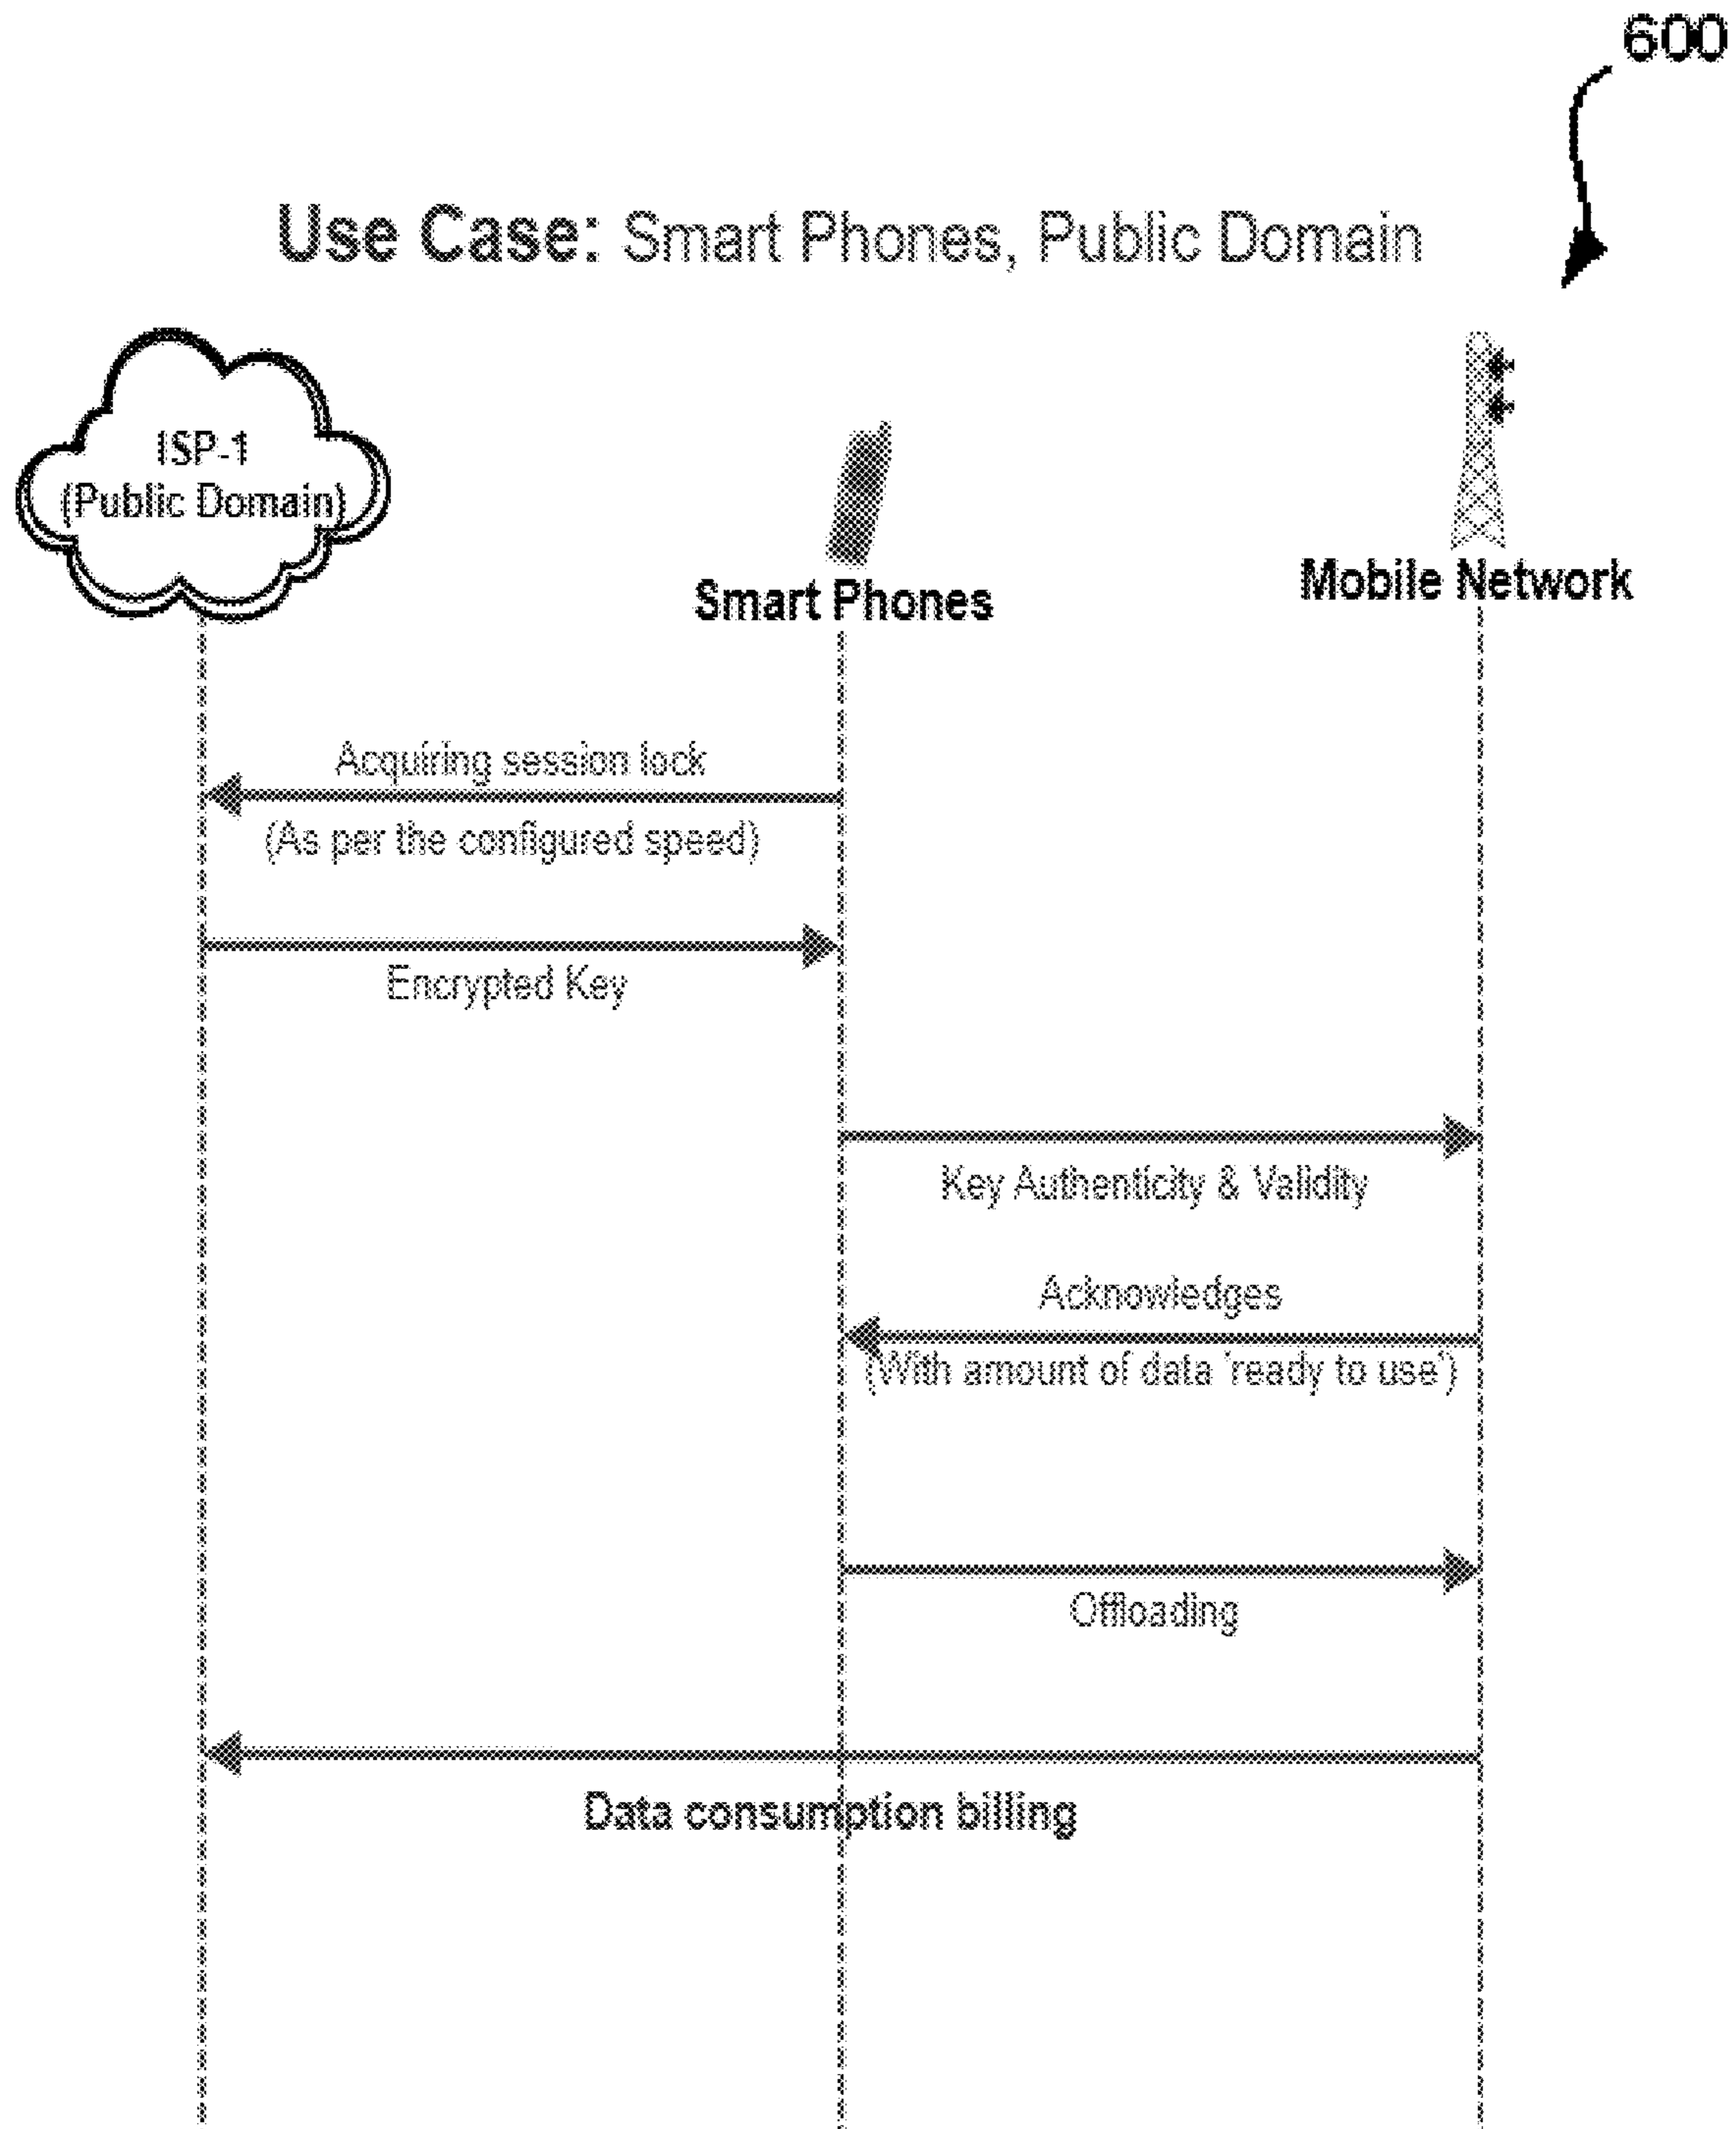 600
Use Case: Smart Phones, Public Domain
ISP-1
(Public Domain)
Smart Phones
Mobile Network
Acquiring session lock
(As per the configured speed)
Encrypted Key
Key Authenticity & Validity
Acknowledges
(With amount of data 'ready to use')
Offloading
Data consumption billing